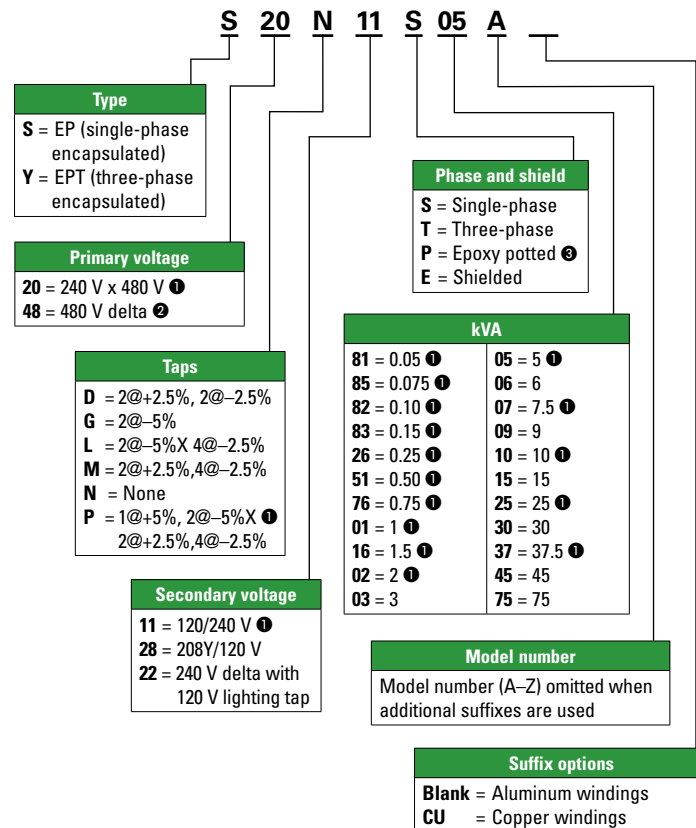 S 20 N 11 S 05 A
Type
S = EP (single-phase
encapsulated)
Y = EPT (three-phase
encapsulated)
Primary voltage
20 = 240 V x 480 V ❶
48 = 480 V delta ❷
Taps
D = 2@+2.5%, 2@–2.5%
G = 2@–5%
L = 2@–5%X 4@–2.5%
M = 2@+2.5%,4@–2.5%
N = None
P = 1@+5%, 2@–5%X ❶
2@+2.5%,4@–2.5%
Secondary voltage
11 = 120/240 V ❶
28 = 208Y/120 V
22 = 240 V delta with
120 V lighting tap
Phase and shield
S = Single-phase
T = Three-phase
P = Epoxy potted ❸
E = Shielded
kVA
81 = 0.05 ❶
85 = 0.075 ❶
82 = 0.10 ❶
83 = 0.15 ❶
26 = 0.25 ❶
51 = 0.50 ❶
76 = 0.75 ❶
01 = 1 ❶
16 = 1.5 ❶
02 = 2 ❶
03 = 3
05 = 5 ❶
06 = 6
07 = 7.5 ❶
09 = 9
10 = 10 ❶
15 = 15
25 = 25 ❶
30 = 30
37 = 37.5 ❶
45 = 45
75 = 75
Model number
Model number (A–Z) omitted when
additional suffixes are used
Suffix options
Blank = Aluminum windings
CU = Copper windings